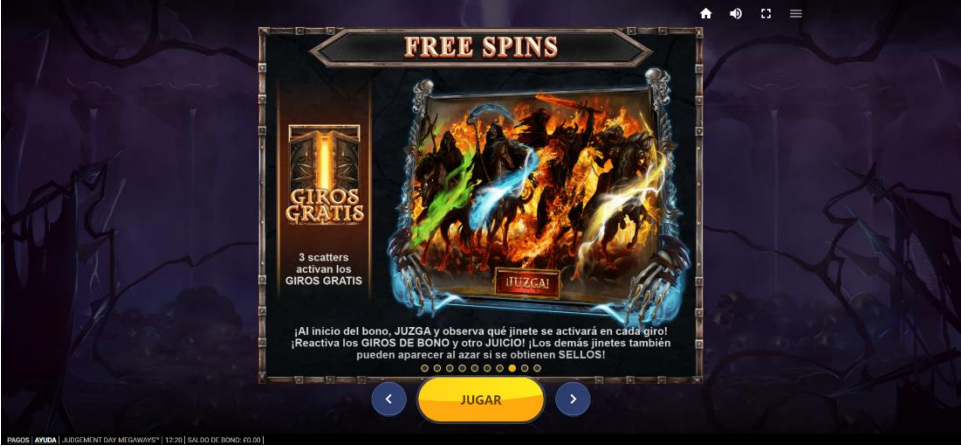 FREE SPINS
GIROS
GRATIS
3 scatters
activan los
GIROS GRATIS
¡JUZGA!
¡Al inicio del bono, JUZGA y observa qué jinete se activará en cada giro!
¡Reactiva los GIROS DE BONO y otro JUICIO! ¡Los demás jinetes también
pueden aparecer al azar si se obtienen SELLOS!
JUGAR
PAGOS | AYUDA | JUDGEMENT DAY MEGAWAYS™ | 12:20 | SALDO DE BONO: £0.00 |